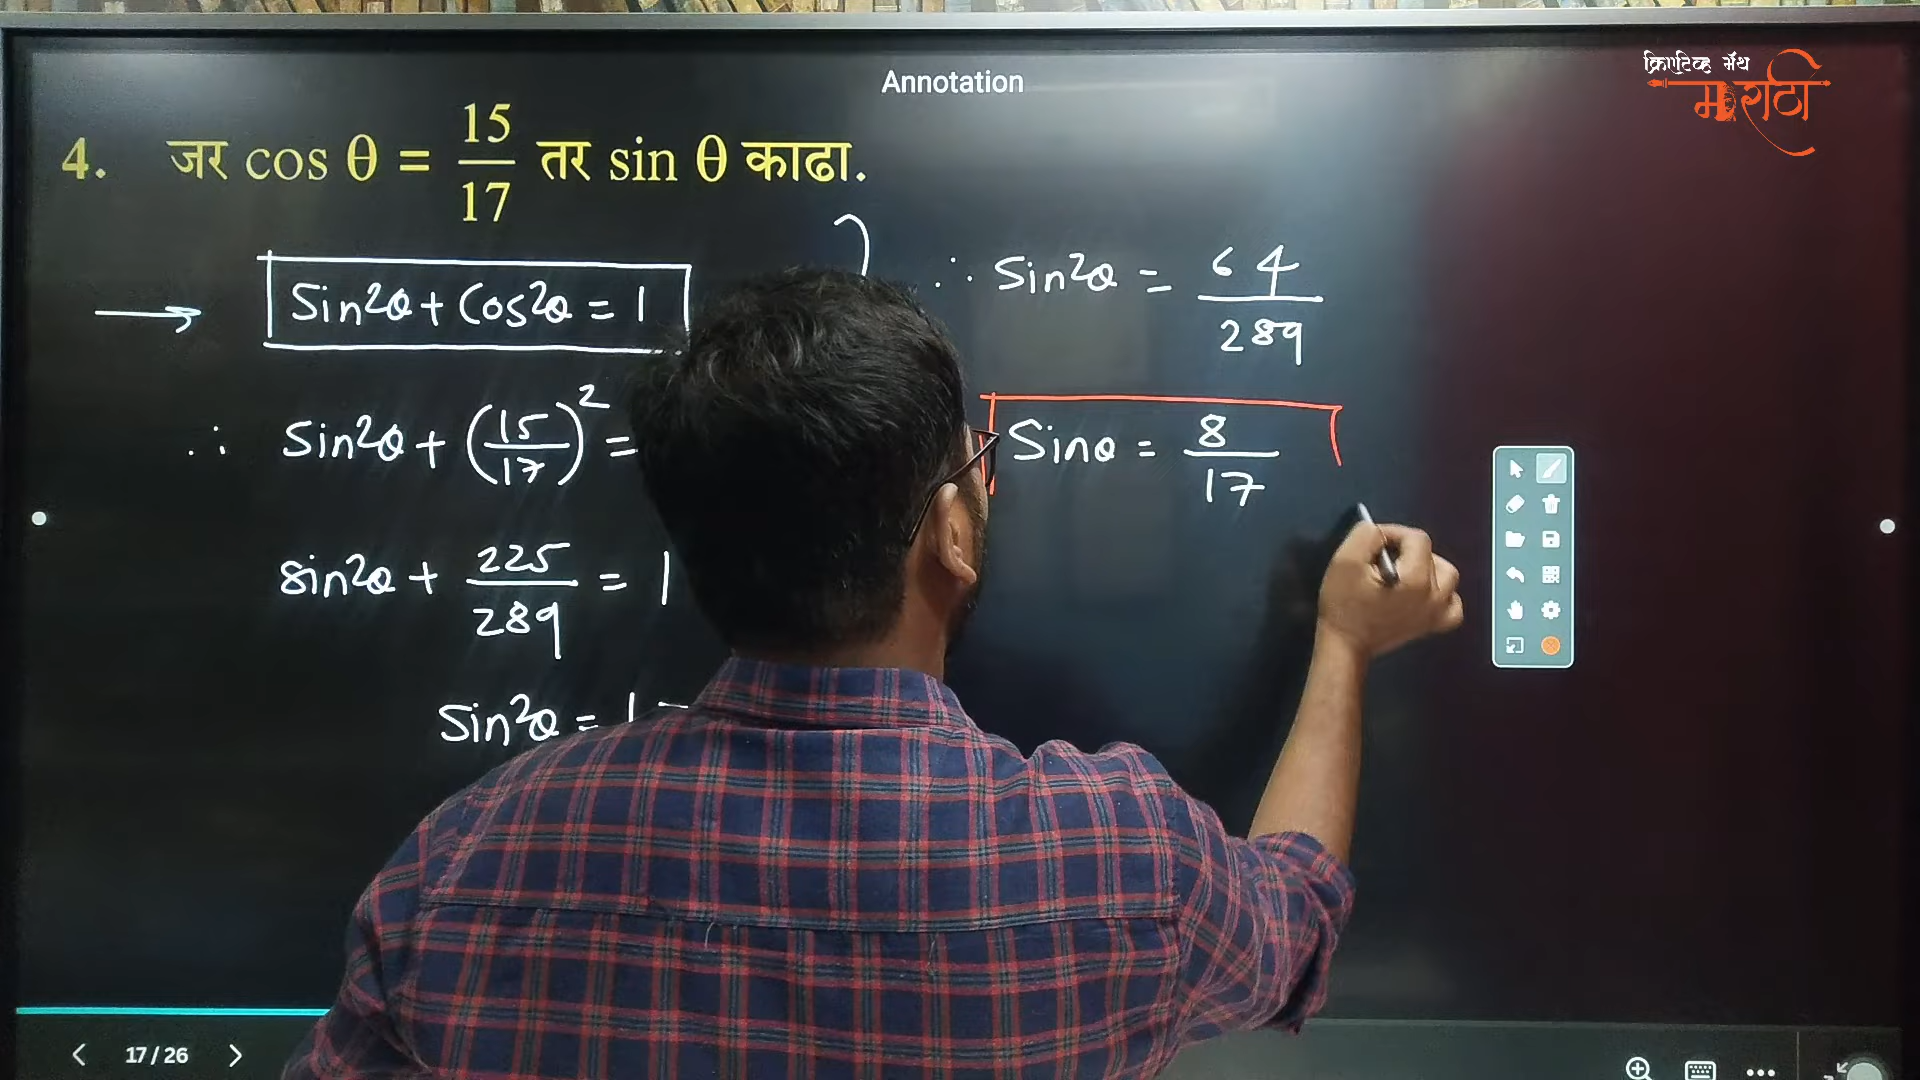 Annotation
क्रिएटिव्ह मॅथ
मराठी
4. जर cos θ = 15/17 तर sin θ काढा.
Sin²θ + Cos²θ = 1
∴ Sin²θ + (15/17)² =
sin²θ + 225/289 = 1
Sin²θ = 1 -
∴ Sin²θ = 64/289
Sinθ = 8/17
17 / 26